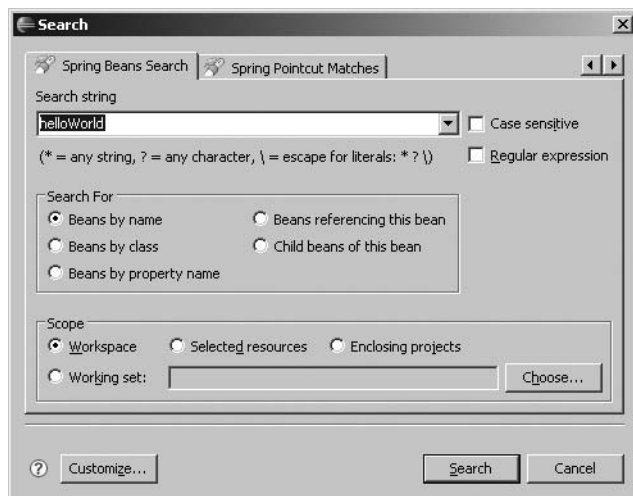 Search
Spring Beans Search Spring Pointcut Matches
Search string
helloWorld
Case sensitive
(* = any string, ? = any character, \ = escape for literals: * ? \)
Regular expression
Search For
Beans by name Beans referencing this bean
Beans by class Child beans of this bean
Beans by property name
Scope
Workspace Selected resources Enclosing projects
Working set: Choose...
? Customize... Search Cancel